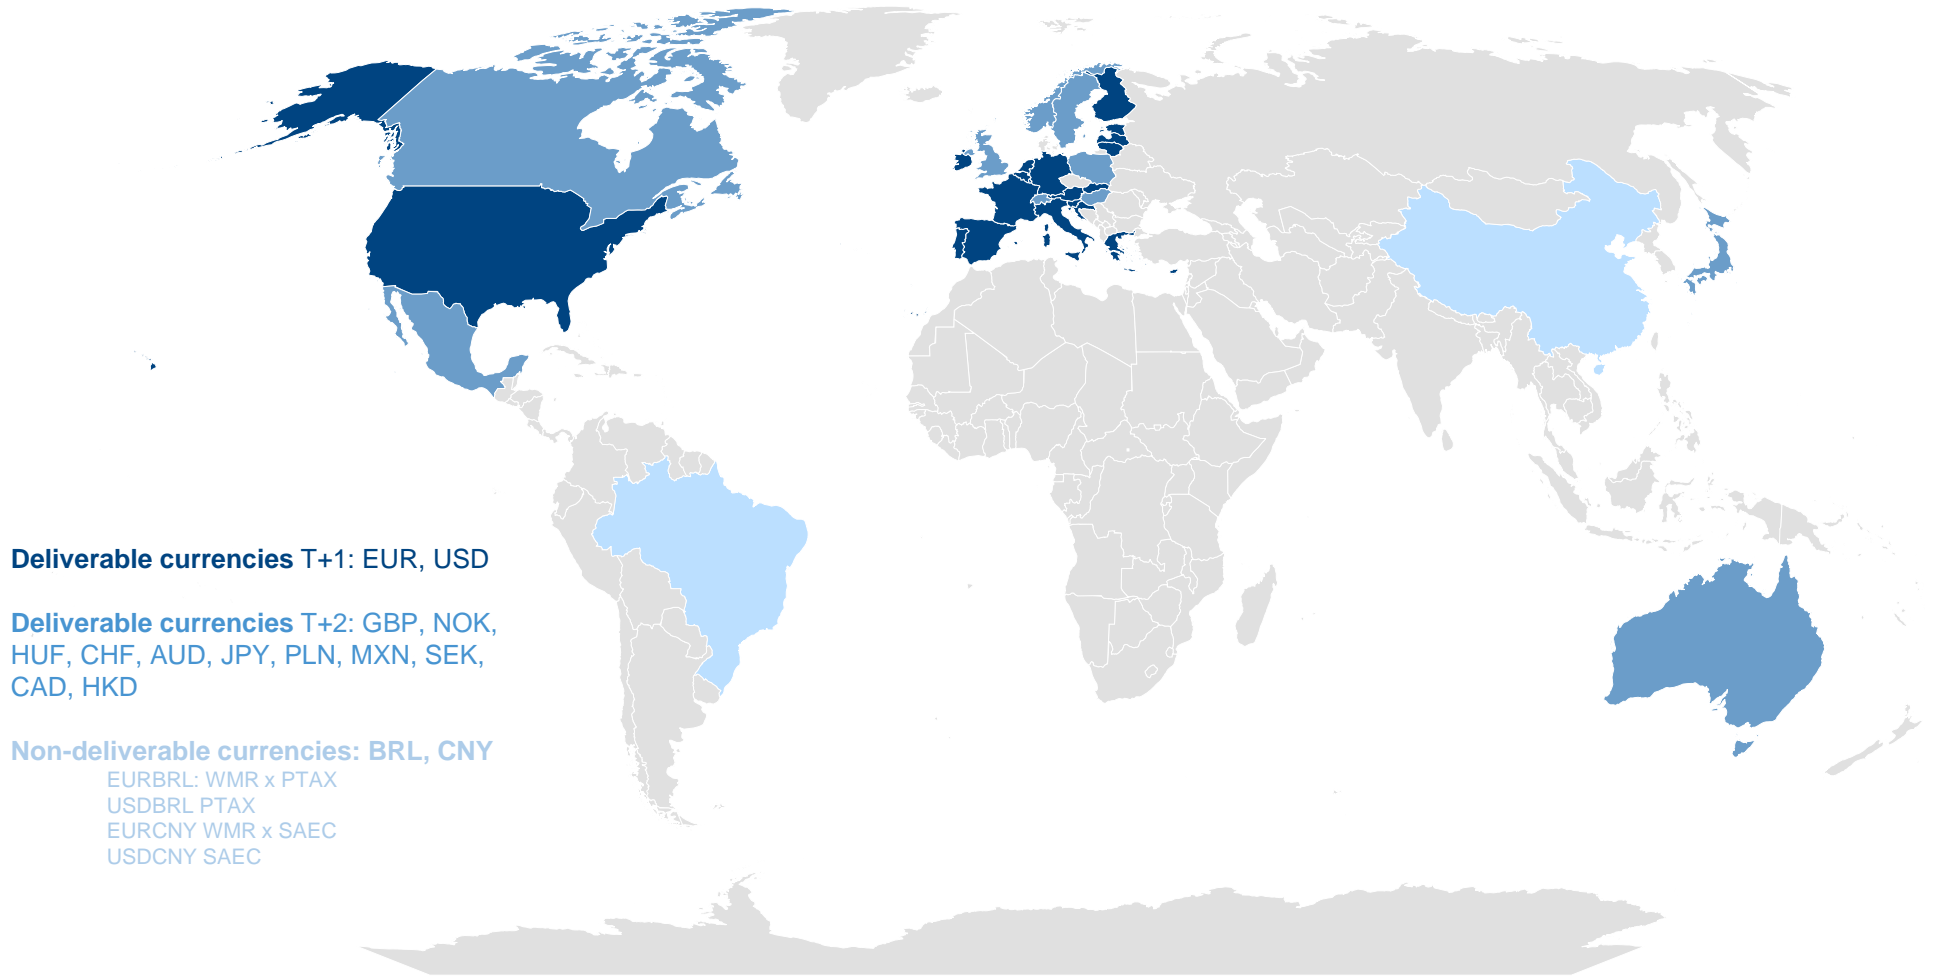 Deliverable currencies T+1: EUR, USD
Deliverable currencies T+2: GBP, NOK,
HUF, CHF, AUD, JPY, PLN, MXN, SEK,
CAD, HKD
Non-deliverable currencies: BRL, CNY
EURBRL: WMR x PTAX
USDBRL PTAX
EURCNY WMR x SAEC
USDCNY SAEC